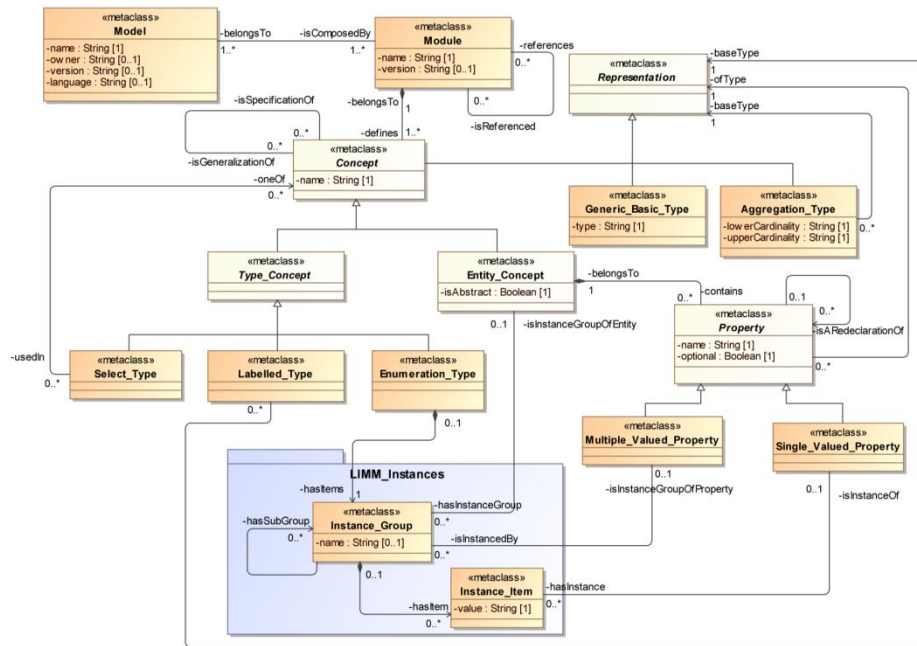 «metaclass»
Model
-name : String [1]
-owner : String [0..1]
-version : String [0..1]
-language : String [0..1]
-belongsTo
1..*
-isComposedBy
1..*
«metaclass»
Module
-name : String [1]
-version : String [0..1]
-references
0..*
-isReferenced
0..*
-belongsTo
1
-defines
1..*
«metaclass»
Representation
-baseType
1
-ofType
1
-baseType
1
-isSpecificationOf
0..*
0..*
-isGeneralizationOf
-oneOf
0..*
«metaclass»
Concept
-name : String [1]
«metaclass»
Generic_Basic_Type
-type : String [1]
«metaclass»
Aggregation_Type
-lowerCardinality : String [1]
-upperCardinality : String [1]
0..*
«metaclass»
Type_Concept
«metaclass»
Entity_Concept
-isAbstract : Boolean [1]
-belongsTo
1
-contains
0..*
0..1
0..*
-isARedeclarationOf
0..1
-isInstanceGroupOfEntity
«metaclass»
Property
-name : String [1]
-optional : Boolean [1]
0..*
-usedIn
0..*
«metaclass»
Select_Type
«metaclass»
Labelled_Type
0..*
«metaclass»
Enumeration_Type
0..1
«metaclass»
Multiple_Valued_Property
0..1
-isInstanceGroupOfProperty
«metaclass»
Single_Valued_Property
0..1
-isInstanceOf
LIMM_Instances
-hasItems
1
-hasSubGroup
0..*
«metaclass»
Instance_Group
-name : String [0..1]
-hasInstanceGroup
0..*
-isInstancedBy
0..*
0..1
-hasItem
0..*
«metaclass»
Instance_Item
-value : String [1]
-hasInstance
0..*